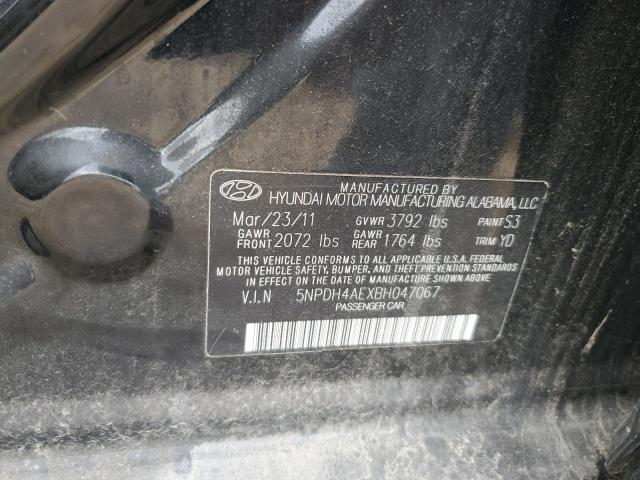 MANUFACTURED BY
HYUNDAI MOTOR MANUFACTURING ALABAMA, LLC
Mar/23/11 GVWR 3792 lbs PAINT S3
GAWR FRONT 2072 lbs GAWR REAR 1764 lbs TRIM YD
THIS VEHICLE CONFORMS TO ALL APPLICABLE U.S.A. FEDERAL
MOTOR VEHICLE SAFETY, BUMPER, AND THEFT PREVENTION STANDARDS
IN EFFECT ON THE DATE OF MANUFACTURE SHOWN ABOVE
V.I.N 5NPDH4AEXBH047067
PASSENGER CAR